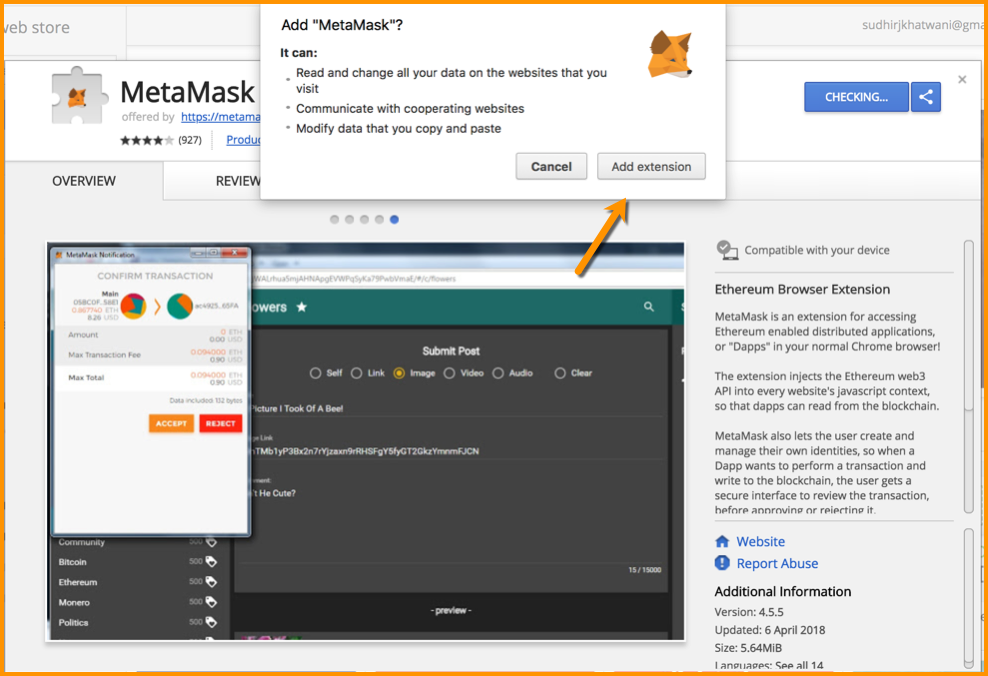 web store
sudhirjkhatwani@gma
Add "MetaMask"?
It can:
Read and change all your data on the websites that you
visit
Communicate with cooperating websites
Modify data that you copy and paste
Cancel
Add extension
MetaMask
offered by https://metama
(927)
Produc
CHECKING...
OVERVIEW
REVIEW
MetaMask Notification
CONFIRM TRANSACTION
Main
0.867740 ETH
8.26 USD
Amount
0 ETH
0.00 USD
Max Transaction Fee
0.094000 ETH
0.90 USD
Max Total
0.094000 ETH
0.90 USD
Data included: 132 bytes
ACCEPT
REJECT
/#/c/flowers
owers
Submit Post
Self
Link
Image
Video
Audio
Clear
Picture I Took Of A Bee!
ge Link
ment:
't He Cute?
15 / 15000
- preview -
Community 500
Bitcoin 500
Ethereum 500
Monero 500
Politics 500
Compatible with your device
Ethereum Browser Extension
MetaMask is an extension for accessing
Ethereum enabled distributed applications,
or "Dapps" in your normal Chrome browser!
The extension injects the Ethereum web3
API into every website's javascript context,
so that dapps can read from the blockchain.
MetaMask also lets the user create and
manage their own identities, so when a
Dapp wants to perform a transaction and
write to the blockchain, the user gets a
secure interface to review the transaction,
before approving or rejecting it.
Website
Report Abuse
Additional Information
Version: 4.5.5
Updated: 6 April 2018
Size: 5.64MiB
Languages: See all 14